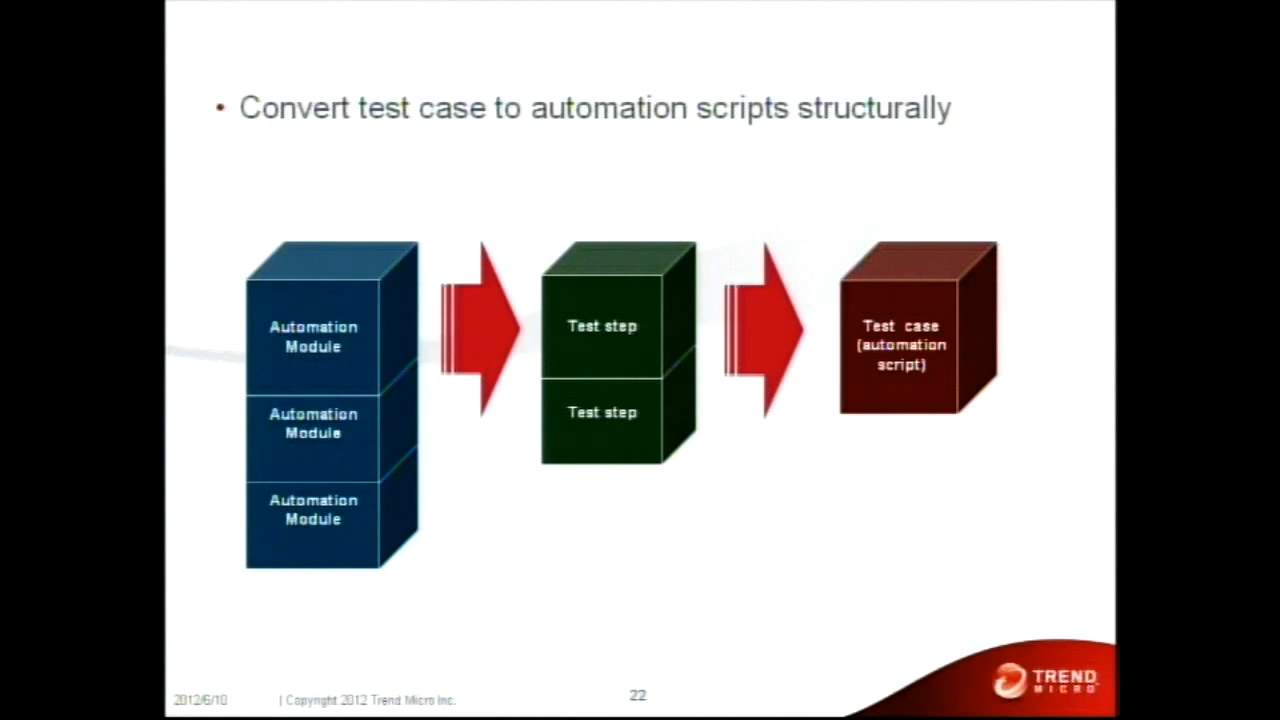 • Convert test case to automation scripts structurally
Automation
Module
Automation
Module
Automation
Module
Test step
Test step
Test case
(automation
script)
2012/6/10
| Copyright 2012 Trend Micro Inc.
22
TREND
MICRO